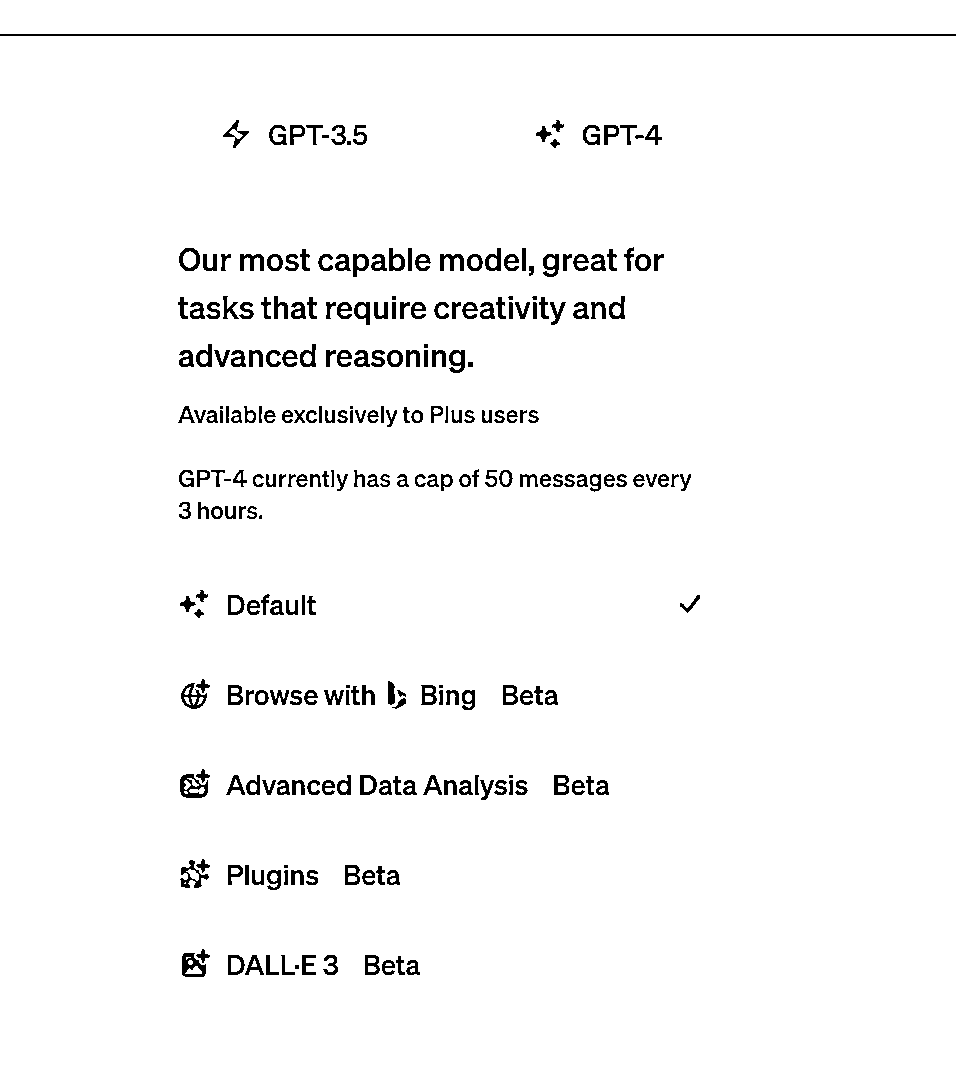 GPT-3.5 GPT-4
Our most capable model, great for
tasks that require creativity and
advanced reasoning.
Available exclusively to Plus users
GPT-4 currently has a cap of 50 messages every
3 hours.
Default
Browse with Bing Beta
Advanced Data Analysis Beta
Plugins Beta
DALL·E 3 Beta